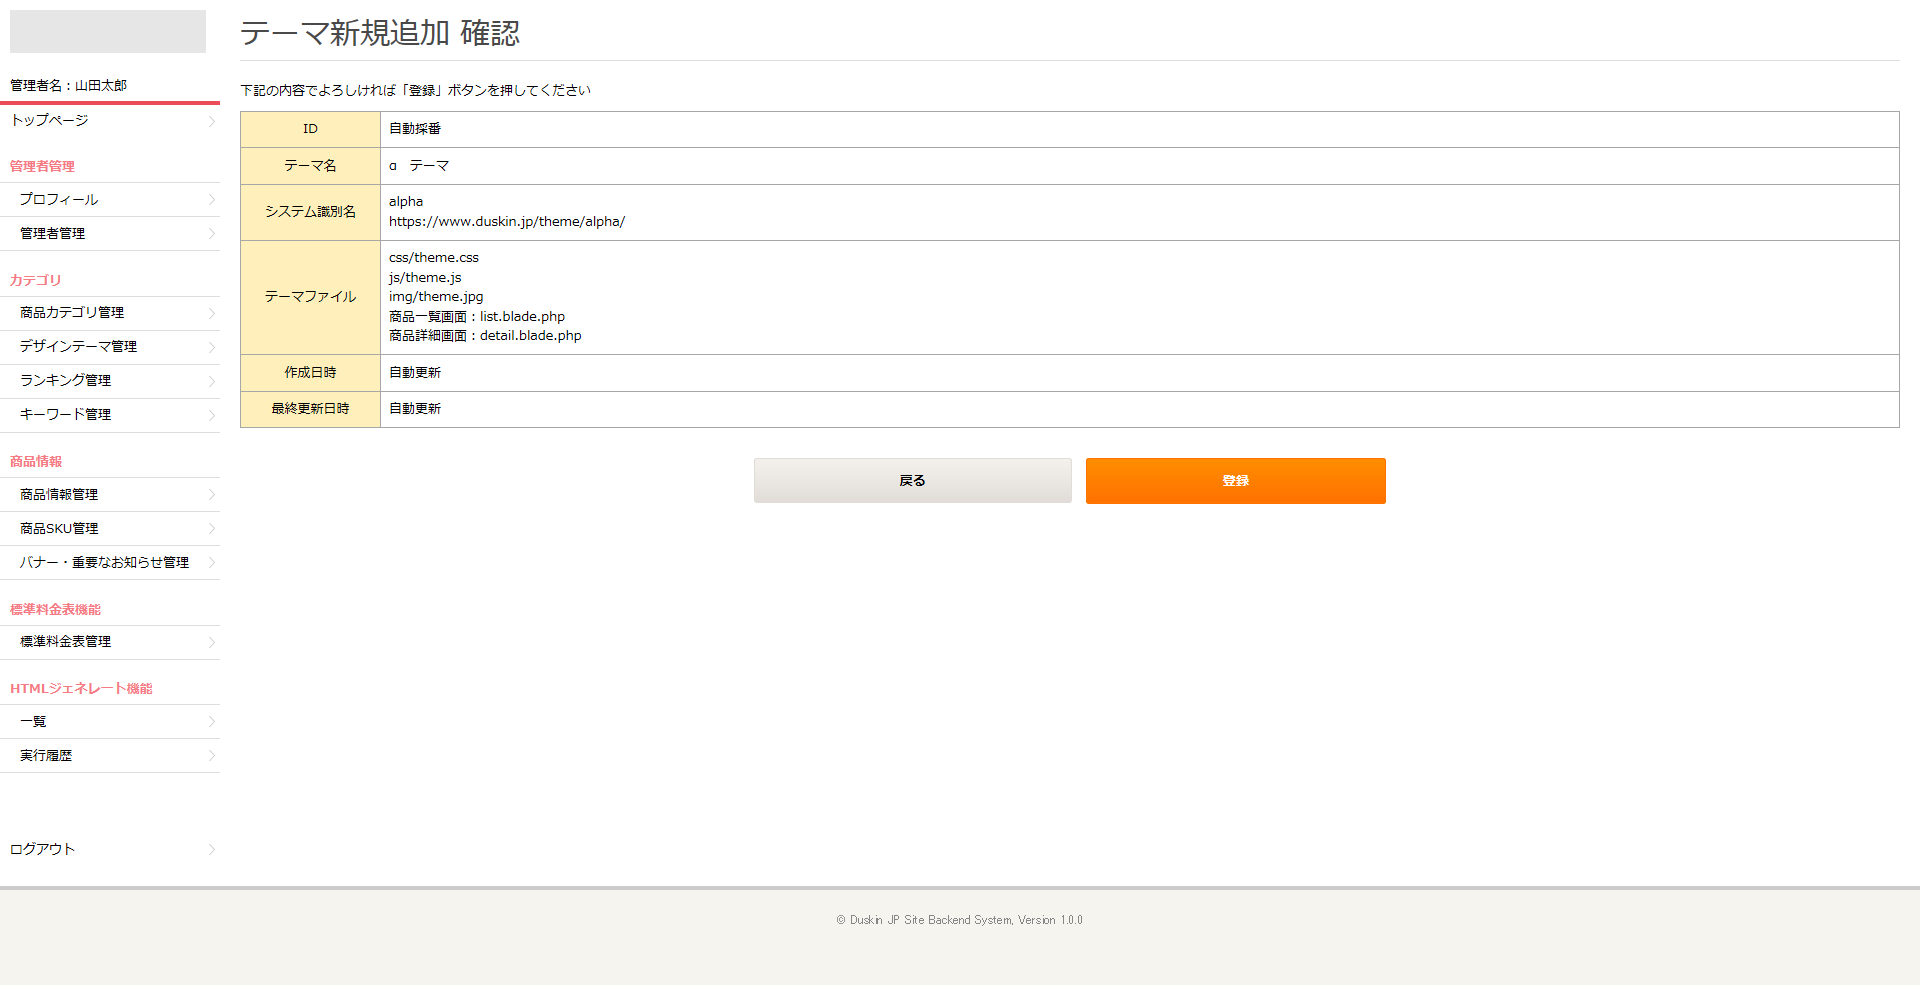 テーマ新規追加 確認
管理者名：山田太郎
トップページ
管理者管理
プロフィール
管理者管理
カテゴリ
商品カテゴリ管理
デザインテーマ管理
ランキング管理
キーワード管理
商品情報
商品情報管理
商品SKU管理
バナー・重要なお知らせ管理
標準料金表機能
標準料金表管理
HTMLジェネレート機能
一覧
実行履歴
ログアウト
下記の内容でよろしければ「登録」ボタンを押してください
ID
自動採番
テーマ名
α　テーマ
システム識別名
alpha
https://www.duskin.jp/theme/alpha/
テーマファイル
css/theme.css
js/theme.js
img/theme.jpg
商品一覧画面：list.blade.php
商品詳細画面：detail.blade.php
作成日時
自動更新
最終更新日時
自動更新
戻る
登録
© Duskin JP Site Backend System, Version 1.0.0